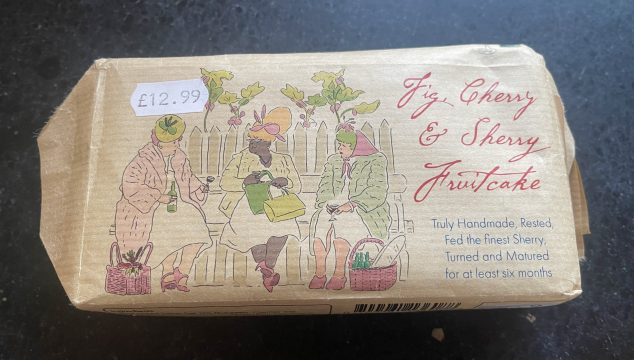 £12.99
Fig, Cherry
& Sherry
Fruitcake
Truly Handmade, Rested,
Fed the finest Sherry,
Turned and Matured
for at least six months